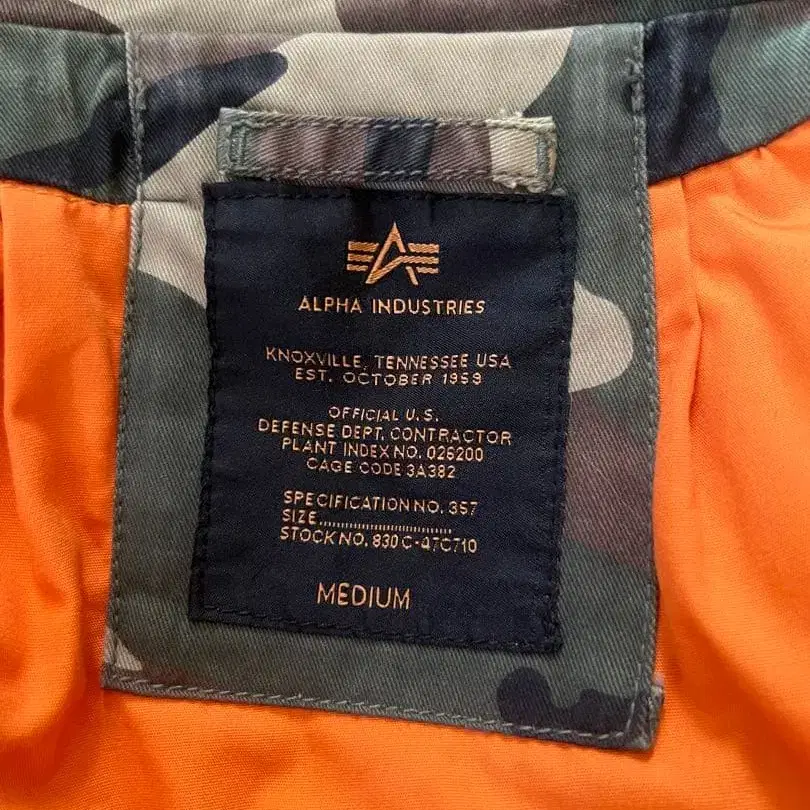 ALPHA INDUSTRIES
KNOXVILLE, TENNESSEE USA
EST. OCTOBER 1959
OFFICIAL U.S.
DEFENSE DEPT. CONTRACTOR
PLANT INDEX NO. 026200
CAGE CODE 3A382
SPECIFICATION NO. 357
SIZE..............................
STOCK NO. 830C-47C710
MEDIUM